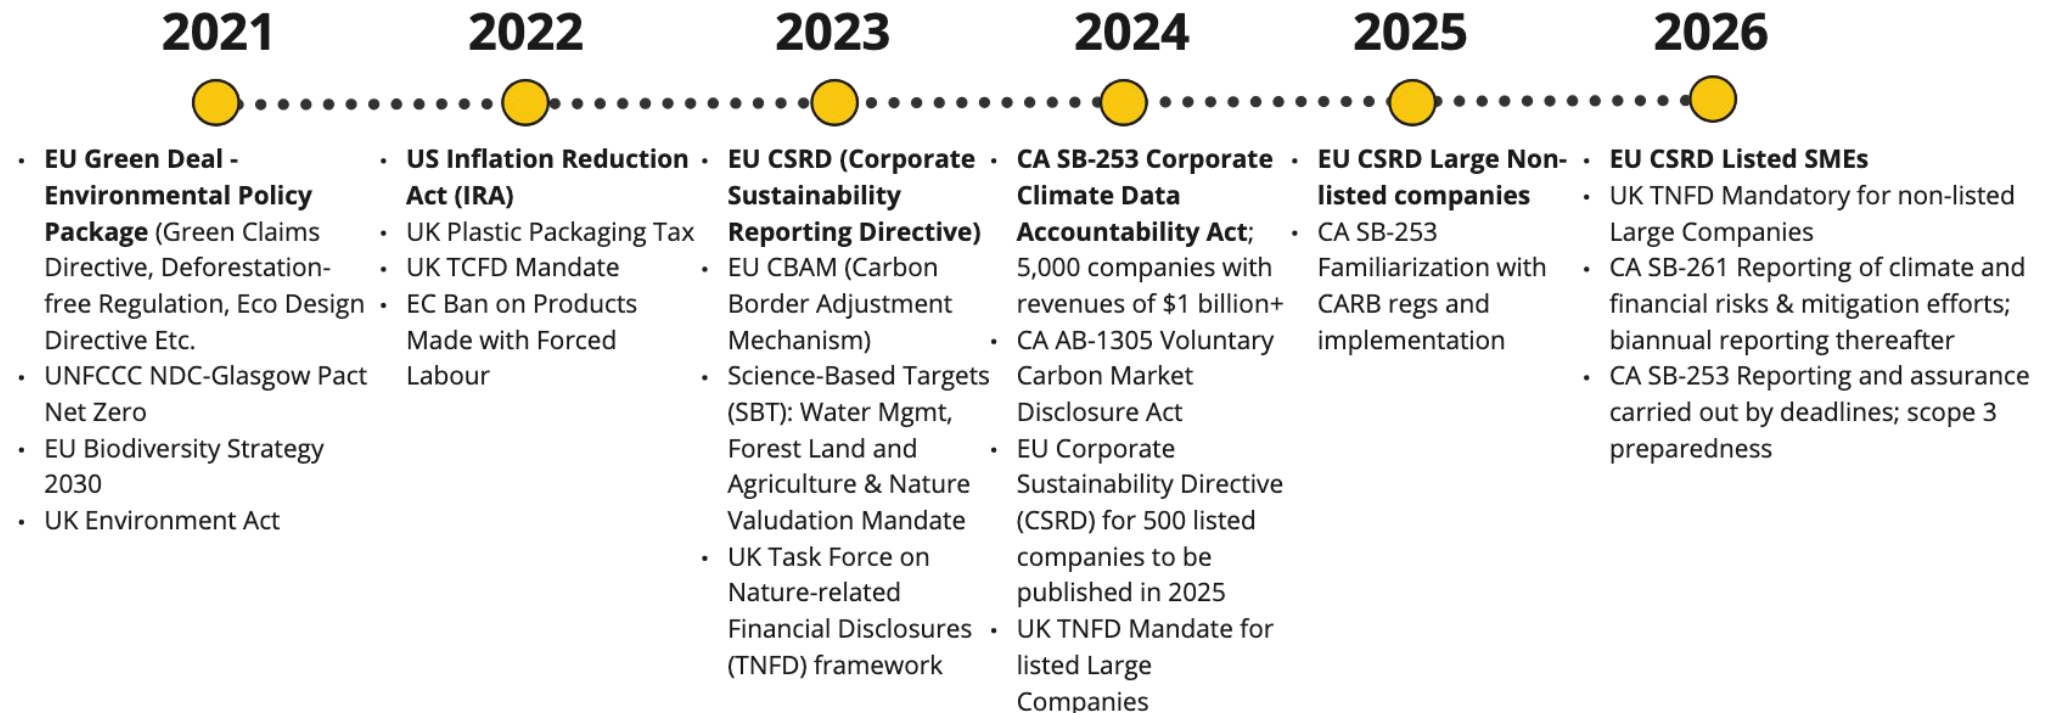 2021
2022
2023
2024
2025
2026
• EU Green Deal -
Environmental Policy
Package (Green Claims
Directive, Deforestation-
free Regulation, Eco Design
Directive Etc.
• UNFCCC NDC-Glasgow Pact
Net Zero
• EU Biodiversity Strategy
2030
• UK Environment Act
• US Inflation Reduction
Act (IRA)
• UK Plastic Packaging Tax
• UK TCFD Mandate
• EC Ban on Products
Made with Forced
Labour
• EU CSRD (Corporate
Sustainability
Reporting Directive)
• EU CBAM (Carbon
Border Adjustment
Mechanism)
• Science-Based Targets
(SBT): Water Mgmt,
Forest Land and
Agriculture & Nature
Valudation Mandate
• UK Task Force on
Nature-related
Financial Disclosures
(TNFD) framework
• CA SB-253 Corporate
Climate Data
Accountability Act;
5,000 companies with
revenues of $1 billion+
• CA AB-1305 Voluntary
Carbon Market
Disclosure Act
• EU Corporate
Sustainability Directive
(CSRD) for 500 listed
companies to be
published in 2025
• UK TNFD Mandate for
listed Large
Companies
• EU CSRD Large Non-
listed companies
• CA SB-253
Familiarization with
CARB regs and
implementation
• EU CSRD Listed SMEs
• UK TNFD Mandatory for non-listed
Large Companies
• CA SB-261 Reporting of climate and
financial risks & mitigation efforts;
biannual reporting thereafter
• CA SB-253 Reporting and assurance
carried out by deadlines; scope 3
preparedness